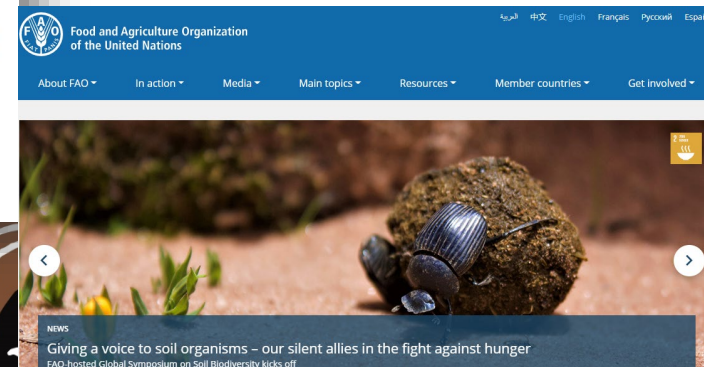 العربية 中文 English Français Русский Españ
Food and Agriculture Organization
of the United Nations
About FAO In action Media Main topics Resources Member countries Get involved
NEWS
Giving a voice to soil organisms – our silent allies in the fight against hunger
FAO-hosted Global Symposium on Soil Biodiversity kicks off